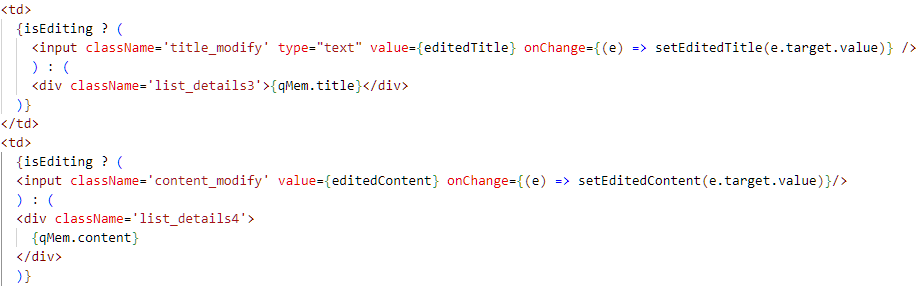 <td>
{isEditing ? (
<input className='title_modify' type="text" value={editedTitle} onChange={(e) => setEditedTitle(e.target.value)} />
) : (
<div className='list_details3'>{qMem.title}</div>
)}
</td>
<td>
{isEditing ? (
<input className='content_modify' value={editedContent} onChange={(e) => setEditedContent(e.target.value)}/>
) : (
<div className='list_details4'>
{qMem.content}
</div>
)}